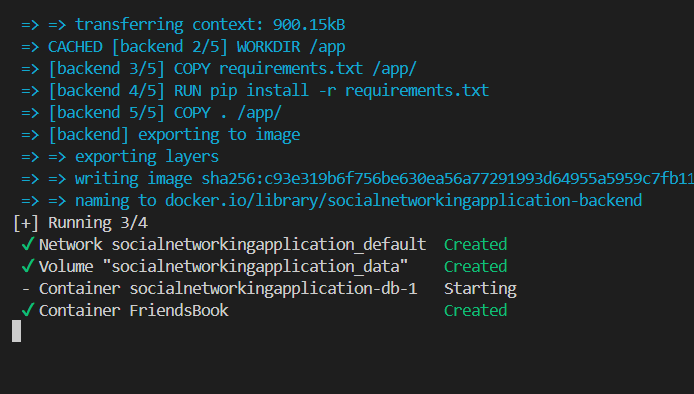 => => transferring context: 900.15kB
=> CACHED [backend 2/5] WORKDIR /app
=> [backend 3/5] COPY requirements.txt /app/
=> [backend 4/5] RUN pip install -r requirements.txt
=> [backend 5/5] COPY . /app/
=> [backend] exporting to image
=> => exporting layers
=> => writing image sha256:c93e319b6f756be630ea56a77291993d64955a5959c7fb11
=> => naming to docker.io/library/socialnetworkingapplication-backend
[+] Running 3/4
✔ Network socialnetworkingapplication_default Created
✔ Volume "socialnetworkingapplication_data" Created
- Container socialnetworkingapplication-db-1 Starting
✔ Container FriendsBook Created